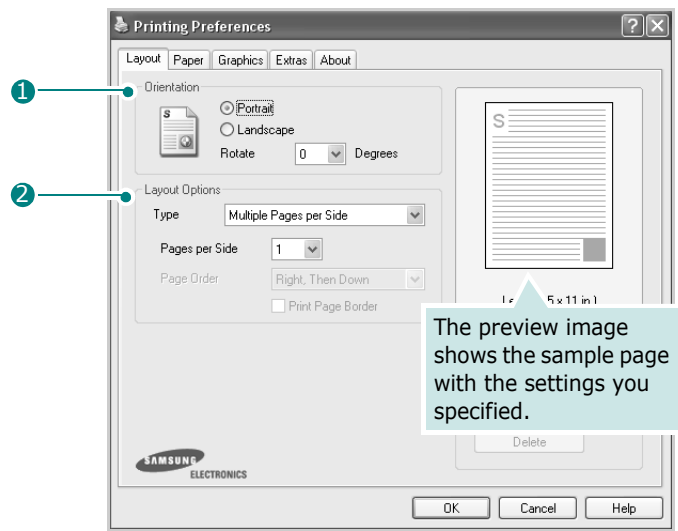 Printing Preferences
Layout Paper Graphics Extras About
1
Orientation
S
Portrait
Landscape
Rotate 0 Degrees
S
2
Layout Options
Type Multiple Pages per Side
Pages per Side 1
Page Order Right, Then Down
Print Page Border
5 x 11 in.)
The preview image
shows the sample page
with the settings you
specified.
Delete
SAMSUNG
ELECTRONICS
OK Cancel Help